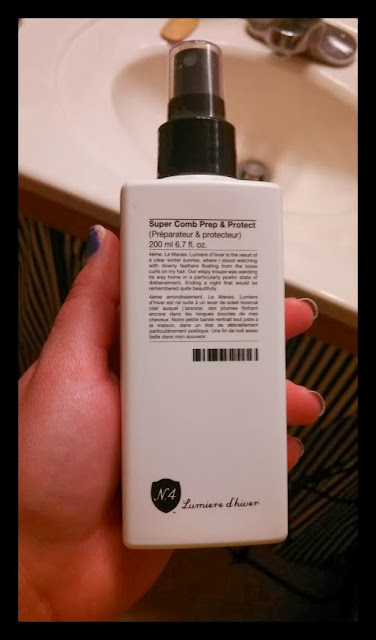 Super Comb Prep & Protect
(Préparateur & protecteur)
200 ml 6.7 fl. oz.
4ème. Le Marais. Lumiere d'hiver is the result of
a clear winter sunrise, where I stood watching
with downy feathers floating from the loose
curls on my hair. Our wispy troupe was wending
its way home in a particularly poetic state of
dishevelment. Ending a night that would be
remembered quite beautifully.
4ème arrondissement. Le Marais. Lumiere
d'hiver est né suite à un lever de soleil hivernal
clair auquel j'assistai, des plumes flottant
encore dans les longues boucles de mes
cheveux. Notre petite bande rentrait tout juste à
la maison, dans un état de débraillement
particulièrement poétique. Une fin de nuit assez
belle dans mon souvenir.
N.4
Lumiere d'hiver